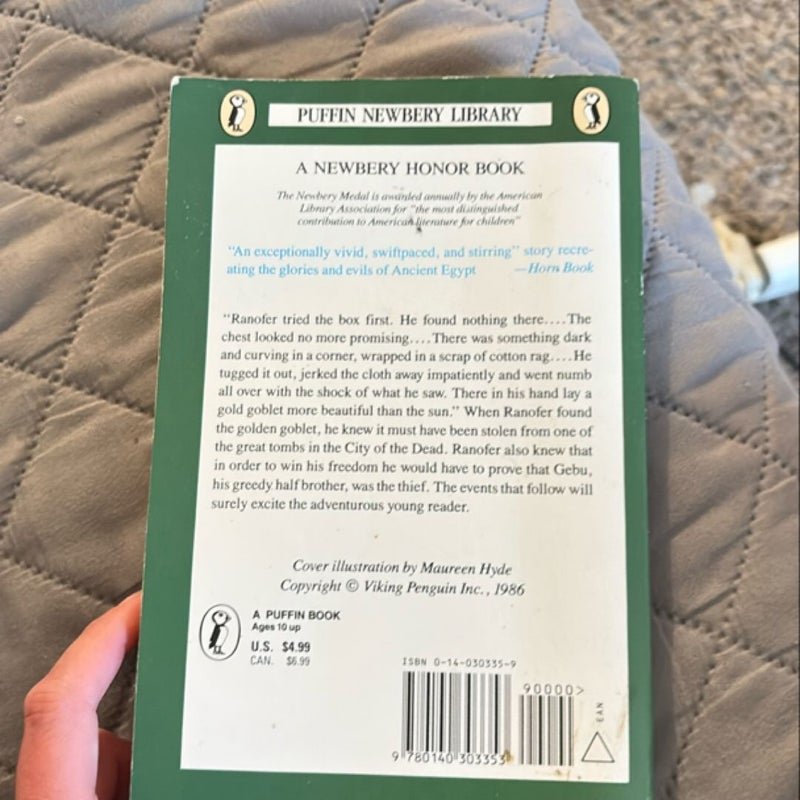 PUFFIN NEWBERY LIBRARY
A NEWBERY HONOR BOOK
The Newbery Medal is awarded annually by the American
Library Association for "the most distinguished
contribution to American literature for children"
"An exceptionally vivid, swiftpaced, and stirring" story recre-
ating the glories and evils of Ancient Egypt —Horn Book
"Ranofer tried the box first. He found nothing there....The
chest looked no more promising....There was something dark
and curving in a corner, wrapped in a scrap of cotton rag....He
tugged it out, jerked the cloth away impatiently and went numb
all over with the shock of what he saw. There in his hand lay a
gold goblet more beautiful than the sun." When Ranofer found
the golden goblet, he knew it must have been stolen from one of
the great tombs in the City of the Dead. Ranofer also knew that
in order to win his freedom he would have to prove that Gebu,
his greedy half brother, was the thief. The events that follow will
surely excite the adventurous young reader.
Cover illustration by Maureen Hyde
Copyright © Viking Penguin Inc., 1986
A PUFFIN BOOK
Ages 10 up
U.S. $4.99
CAN. $6.99
ISBN 0-14-030335-9
90000>
EAN
9 780140 303353